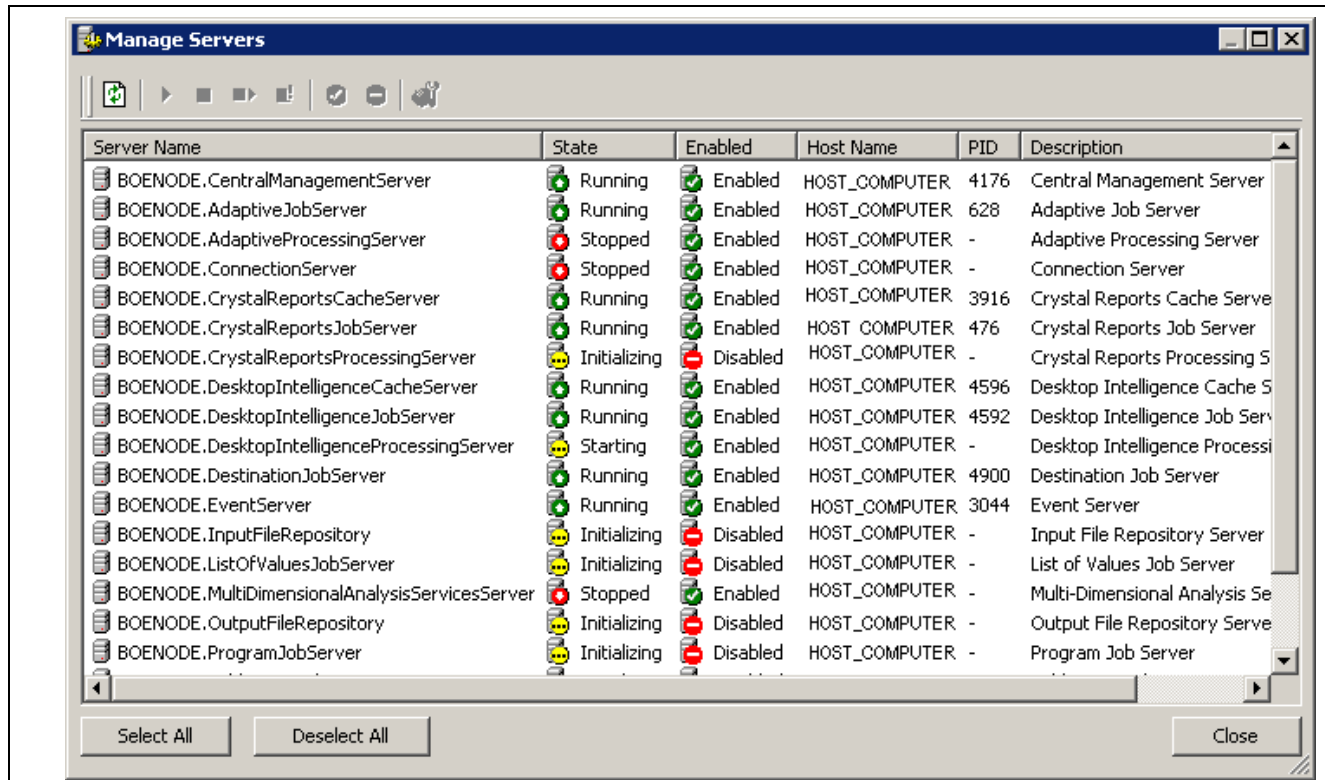 Manage Servers
Server Name State Enabled Host Name PID Description
BOENODE.CentralManagementServer Running Enabled HOST_COMPUTER 4176 Central Management Server
BOENODE.AdaptiveJobServer Running Enabled HOST_COMPUTER 628 Adaptive Job Server
BOENODE.AdaptiveProcessingServer Stopped Enabled HOST_COMPUTER - Adaptive Processing Server
BOENODE.ConnectionServer Stopped Enabled HOST_COMPUTER - Connection Server
BOENODE.CrystalReportsCacheServer Running Enabled HOST_COMPUTER 3916 Crystal Reports Cache Serve
BOENODE.CrystalReportsJobServer Running Enabled HOST COMPUTER 476 Crystal Reports Job Server
BOENODE.CrystalReportsProcessingServer Initializing Disabled HOST_COMPUTER - Crystal Reports Processing S
BOENODE.DesktopIntelligenceCacheServer Running Enabled HOST_COMPUTER 4596 Desktop Intelligence Cache S
BOENODE.DesktopIntelligenceJobServer Running Enabled HOST_COMPUTER 4592 Desktop Intelligence Job Serv
BOENODE.DesktopIntelligenceProcessingServer Starting Enabled HOST_COMPUTER - Desktop Intelligence Processi
BOENODE.DestinationJobServer Running Enabled HOST_COMPUTER 4900 Destination Job Server
BOENODE.EventServer Running Enabled HOST_COMPUTER 3044 Event Server
BOENODE.InputFileRepository Initializing Disabled HOST_COMPUTER - Input File Repository Server
BOENODE.ListOfValuesJobServer Initializing Disabled HOST_COMPUTER - List of Values Job Server
BOENODE.MultiDimensionalAnalysisServicesServer Stopped Enabled HOST_COMPUTER - Multi-Dimensional Analysis Se
BOENODE.OutputFileRepository Initializing Disabled HOST_COMPUTER - Output File Repository Serve
BOENODE.ProgramJobServer Initializing Disabled HOST_COMPUTER - Program Job Server
Select All Deselect All Close